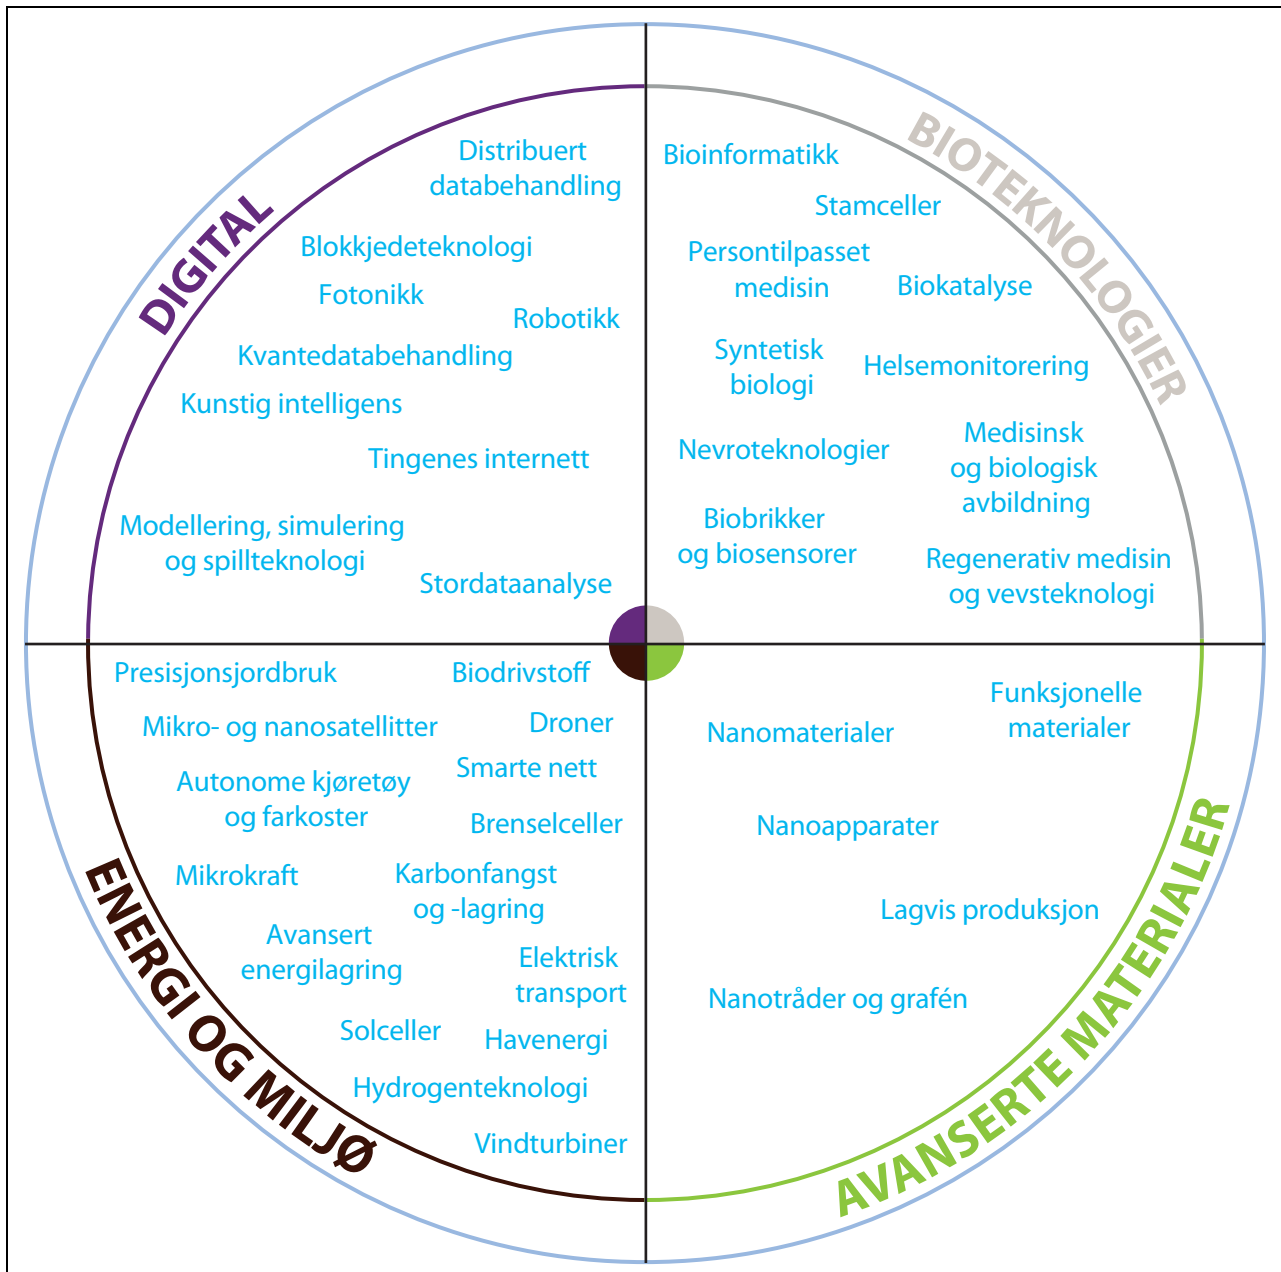 DIGITAL
Distribuert
databehandling
Blokkjedeteknologi
Fotonikk
Robotikk
Kvantedatabehandling
Kunstig intelligens
Tingenes internett
Modellering, simulering
og spillteknologi
Stordataanalyse
BIOTEKNOLOGIER
Bioinformatikk
Stamceller
Persontilpasset
medisin
Biokatalyse
Syntetisk
biologi
Helsemonitorering
Nevroteknologier
Medisinsk
og biologisk
avbildning
Biobrikker
og biosensorer
Regenerativ medisin
og vevsteknologi
ENERGI OG MILJØ
Presisjonsjordbruk
Biodrivstoff
Mikro- og nanosatellitter
Droner
Smarte nett
Autonome kjøretøy
og farkoster
Brenselceller
Mikrokraft
Karbonfangst
og -lagring
Avansert
energilagring
Elektrisk
transport
Solceller
Havenergi
Hydrogenteknologi
Vindturbiner
AVANSERTE MATERIALER
Funksjonelle
materialer
Nanomaterialer
Nanoapparater
Lagvis produksjon
Nanotråder og grafén